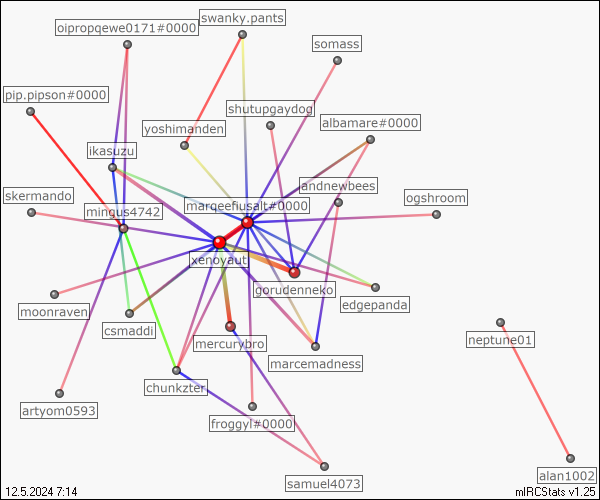 swanky.pants
oipropqewe0171#0000
somass
pip.pipson#0000
shutupgaydog
albamare#0000
yoshimanden
ikasuzu
andnewbees
skermando
ogshroom
mingus4742
marqeefiusalt#0000
xenoyaut
gorudenneko
edgepanda
moonraven
csmaddi
neptune01
mercurybro
marcemadness
chunkzter
artyom0593
froggyl#0000
alan1002
samuel4073
12.5.2024 7:14
mIRCStats v1.25